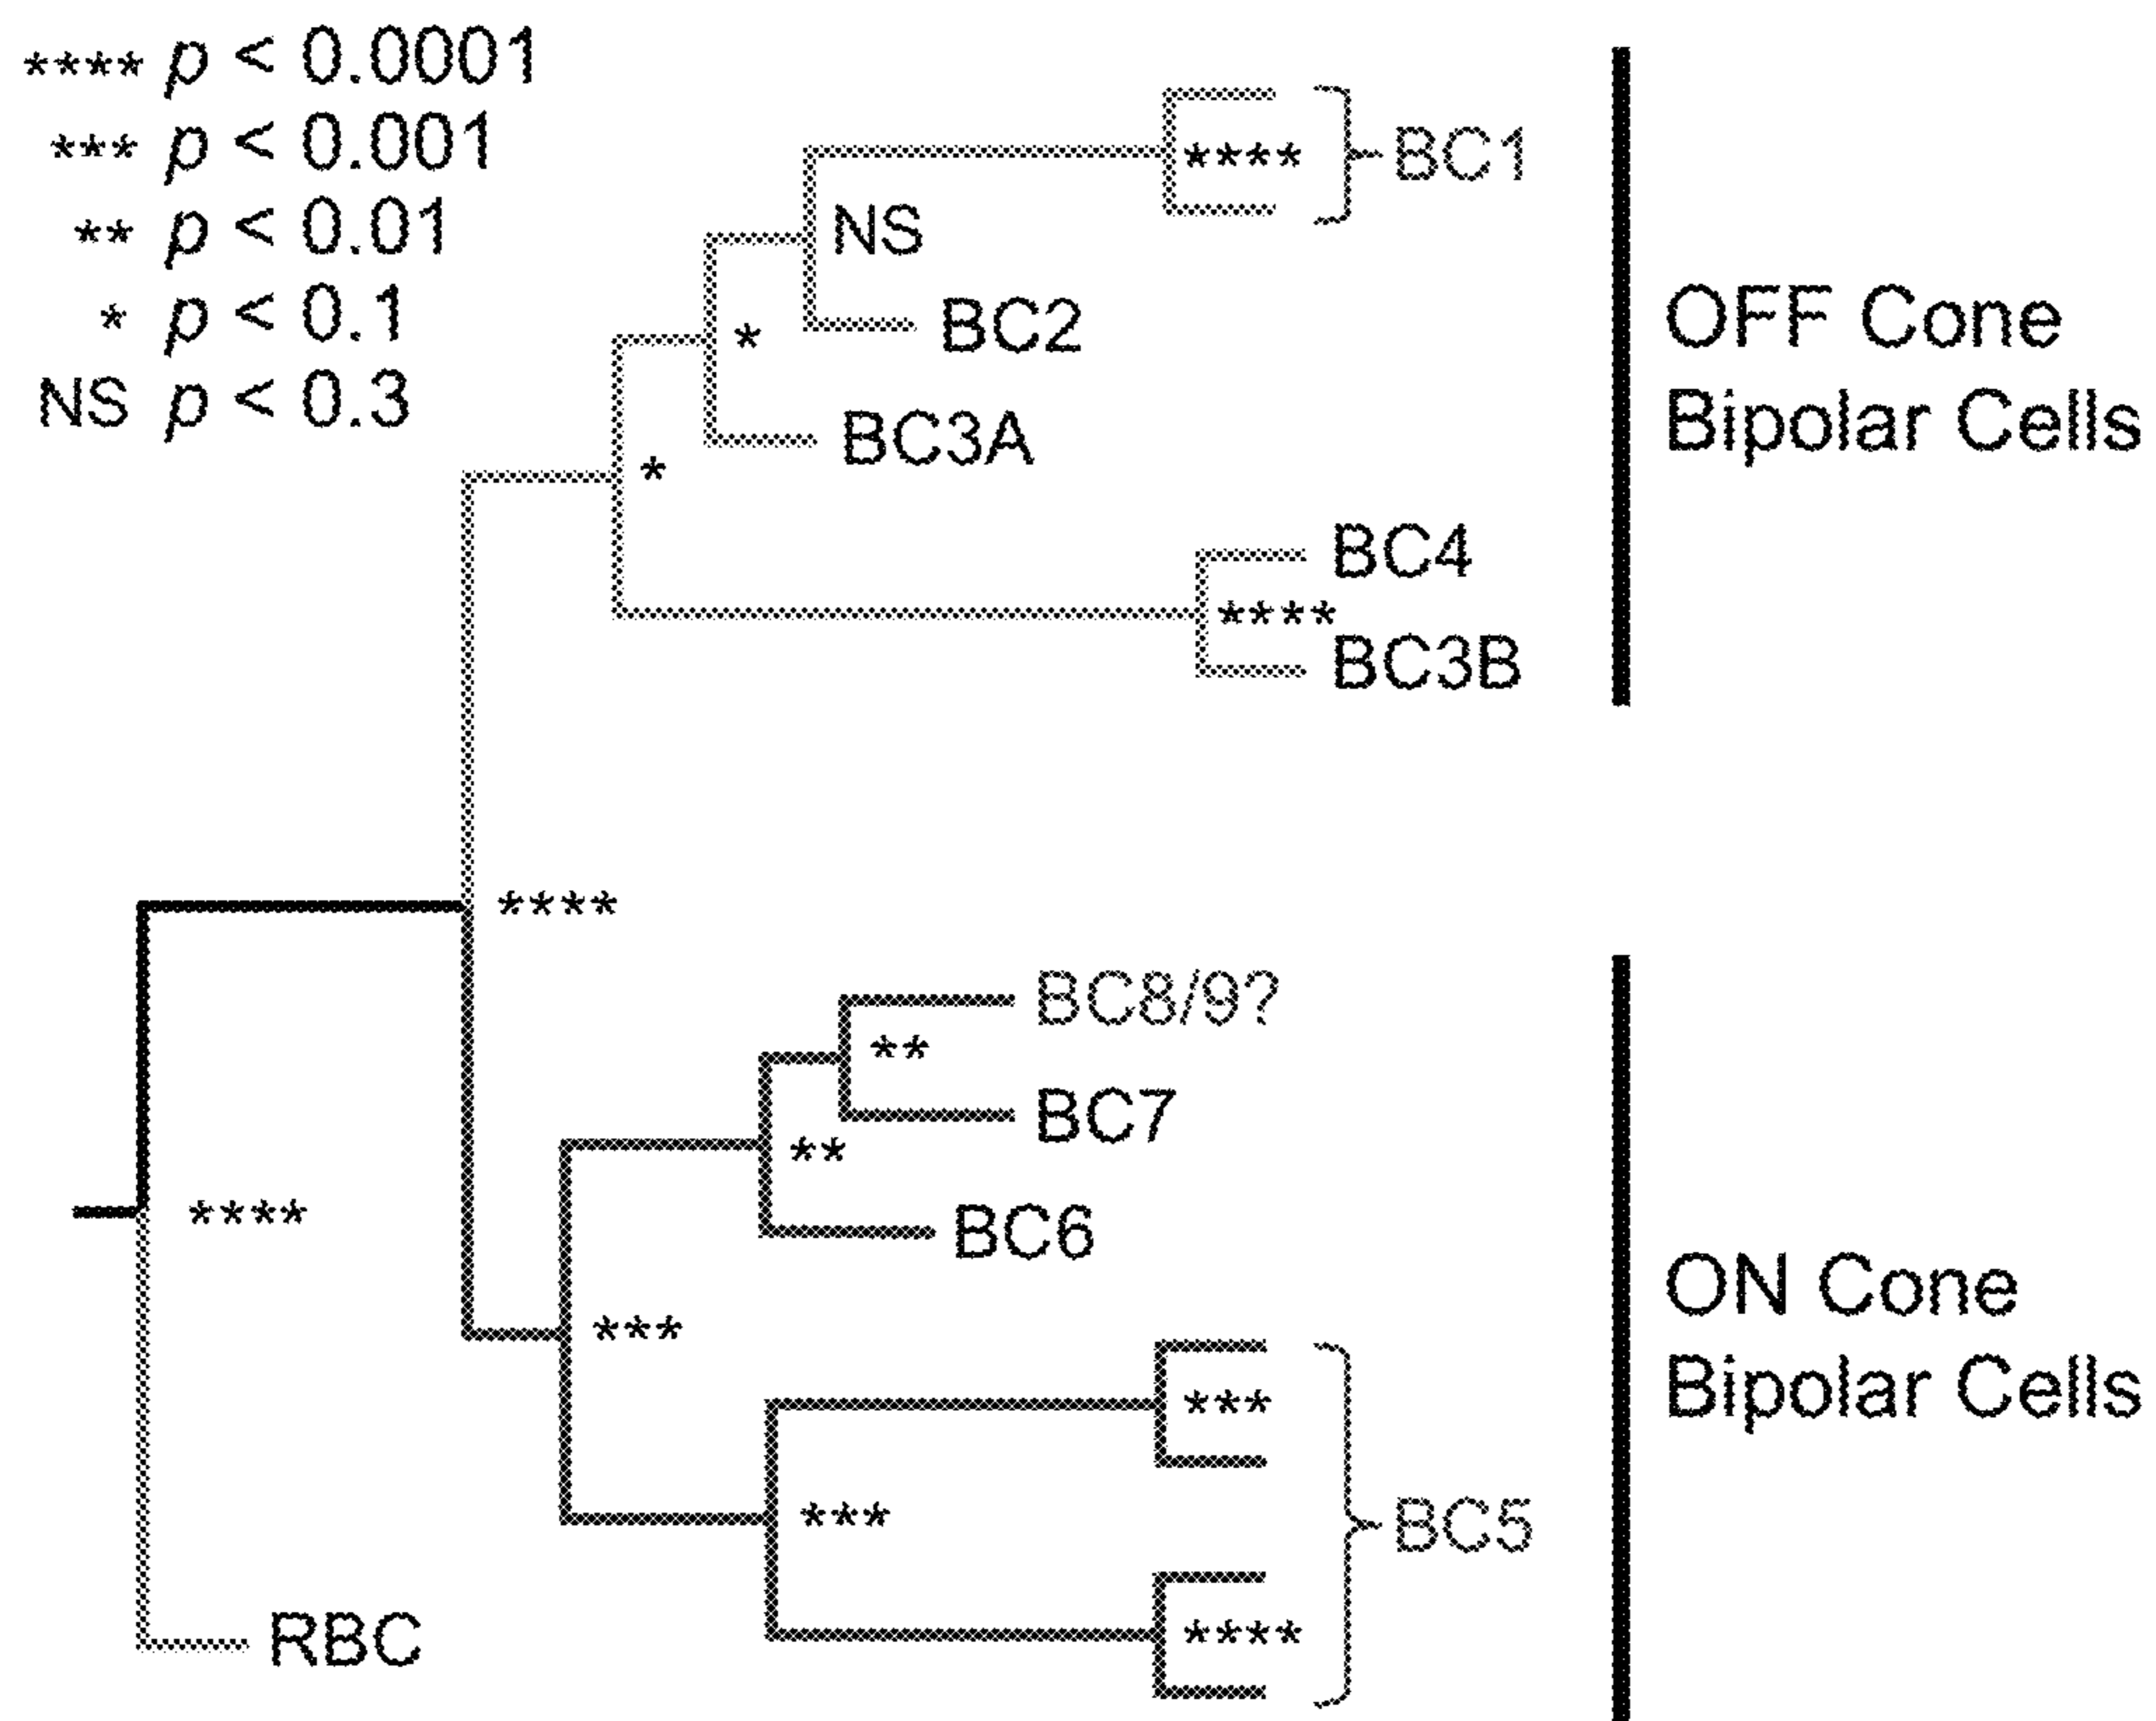 **** p < 0.0001
*** p < 0.001
** p < 0.01
* p < 0.1
NS p < 0.3
**** BC1
NS
BC2
*
BC3A
*
BC4
****
BC3B
OFF Cone
Bipolar Cells
****
BC8/9?
**
BC7
**
BC6
****
***
***
***
BC5
****
RBC
ON Cone
Bipolar Cells